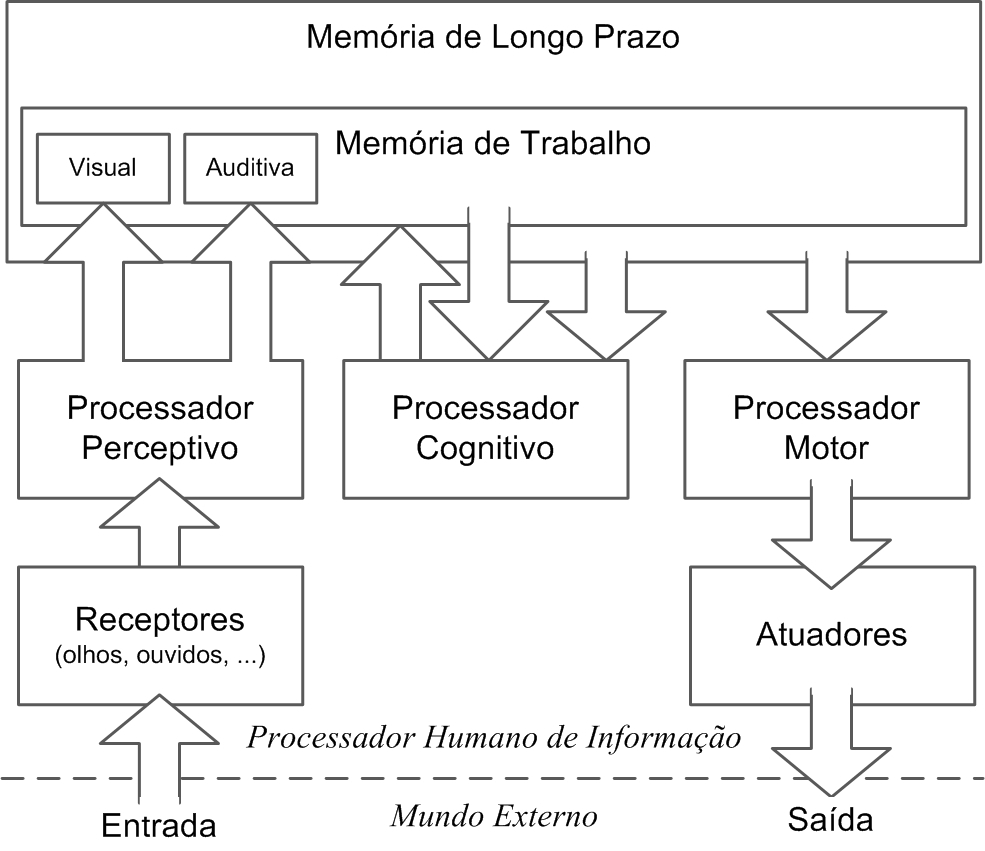 Memória de Longo Prazo
Memória de Trabalho
Visual
Auditiva
Processador
Perceptivo
Processador
Cognitivo
Processador
Motor
Receptores
(olhos, ouvidos, ...)
Atuadores
Processador Humano de Informação
Mundo Externo
Entrada
Saída